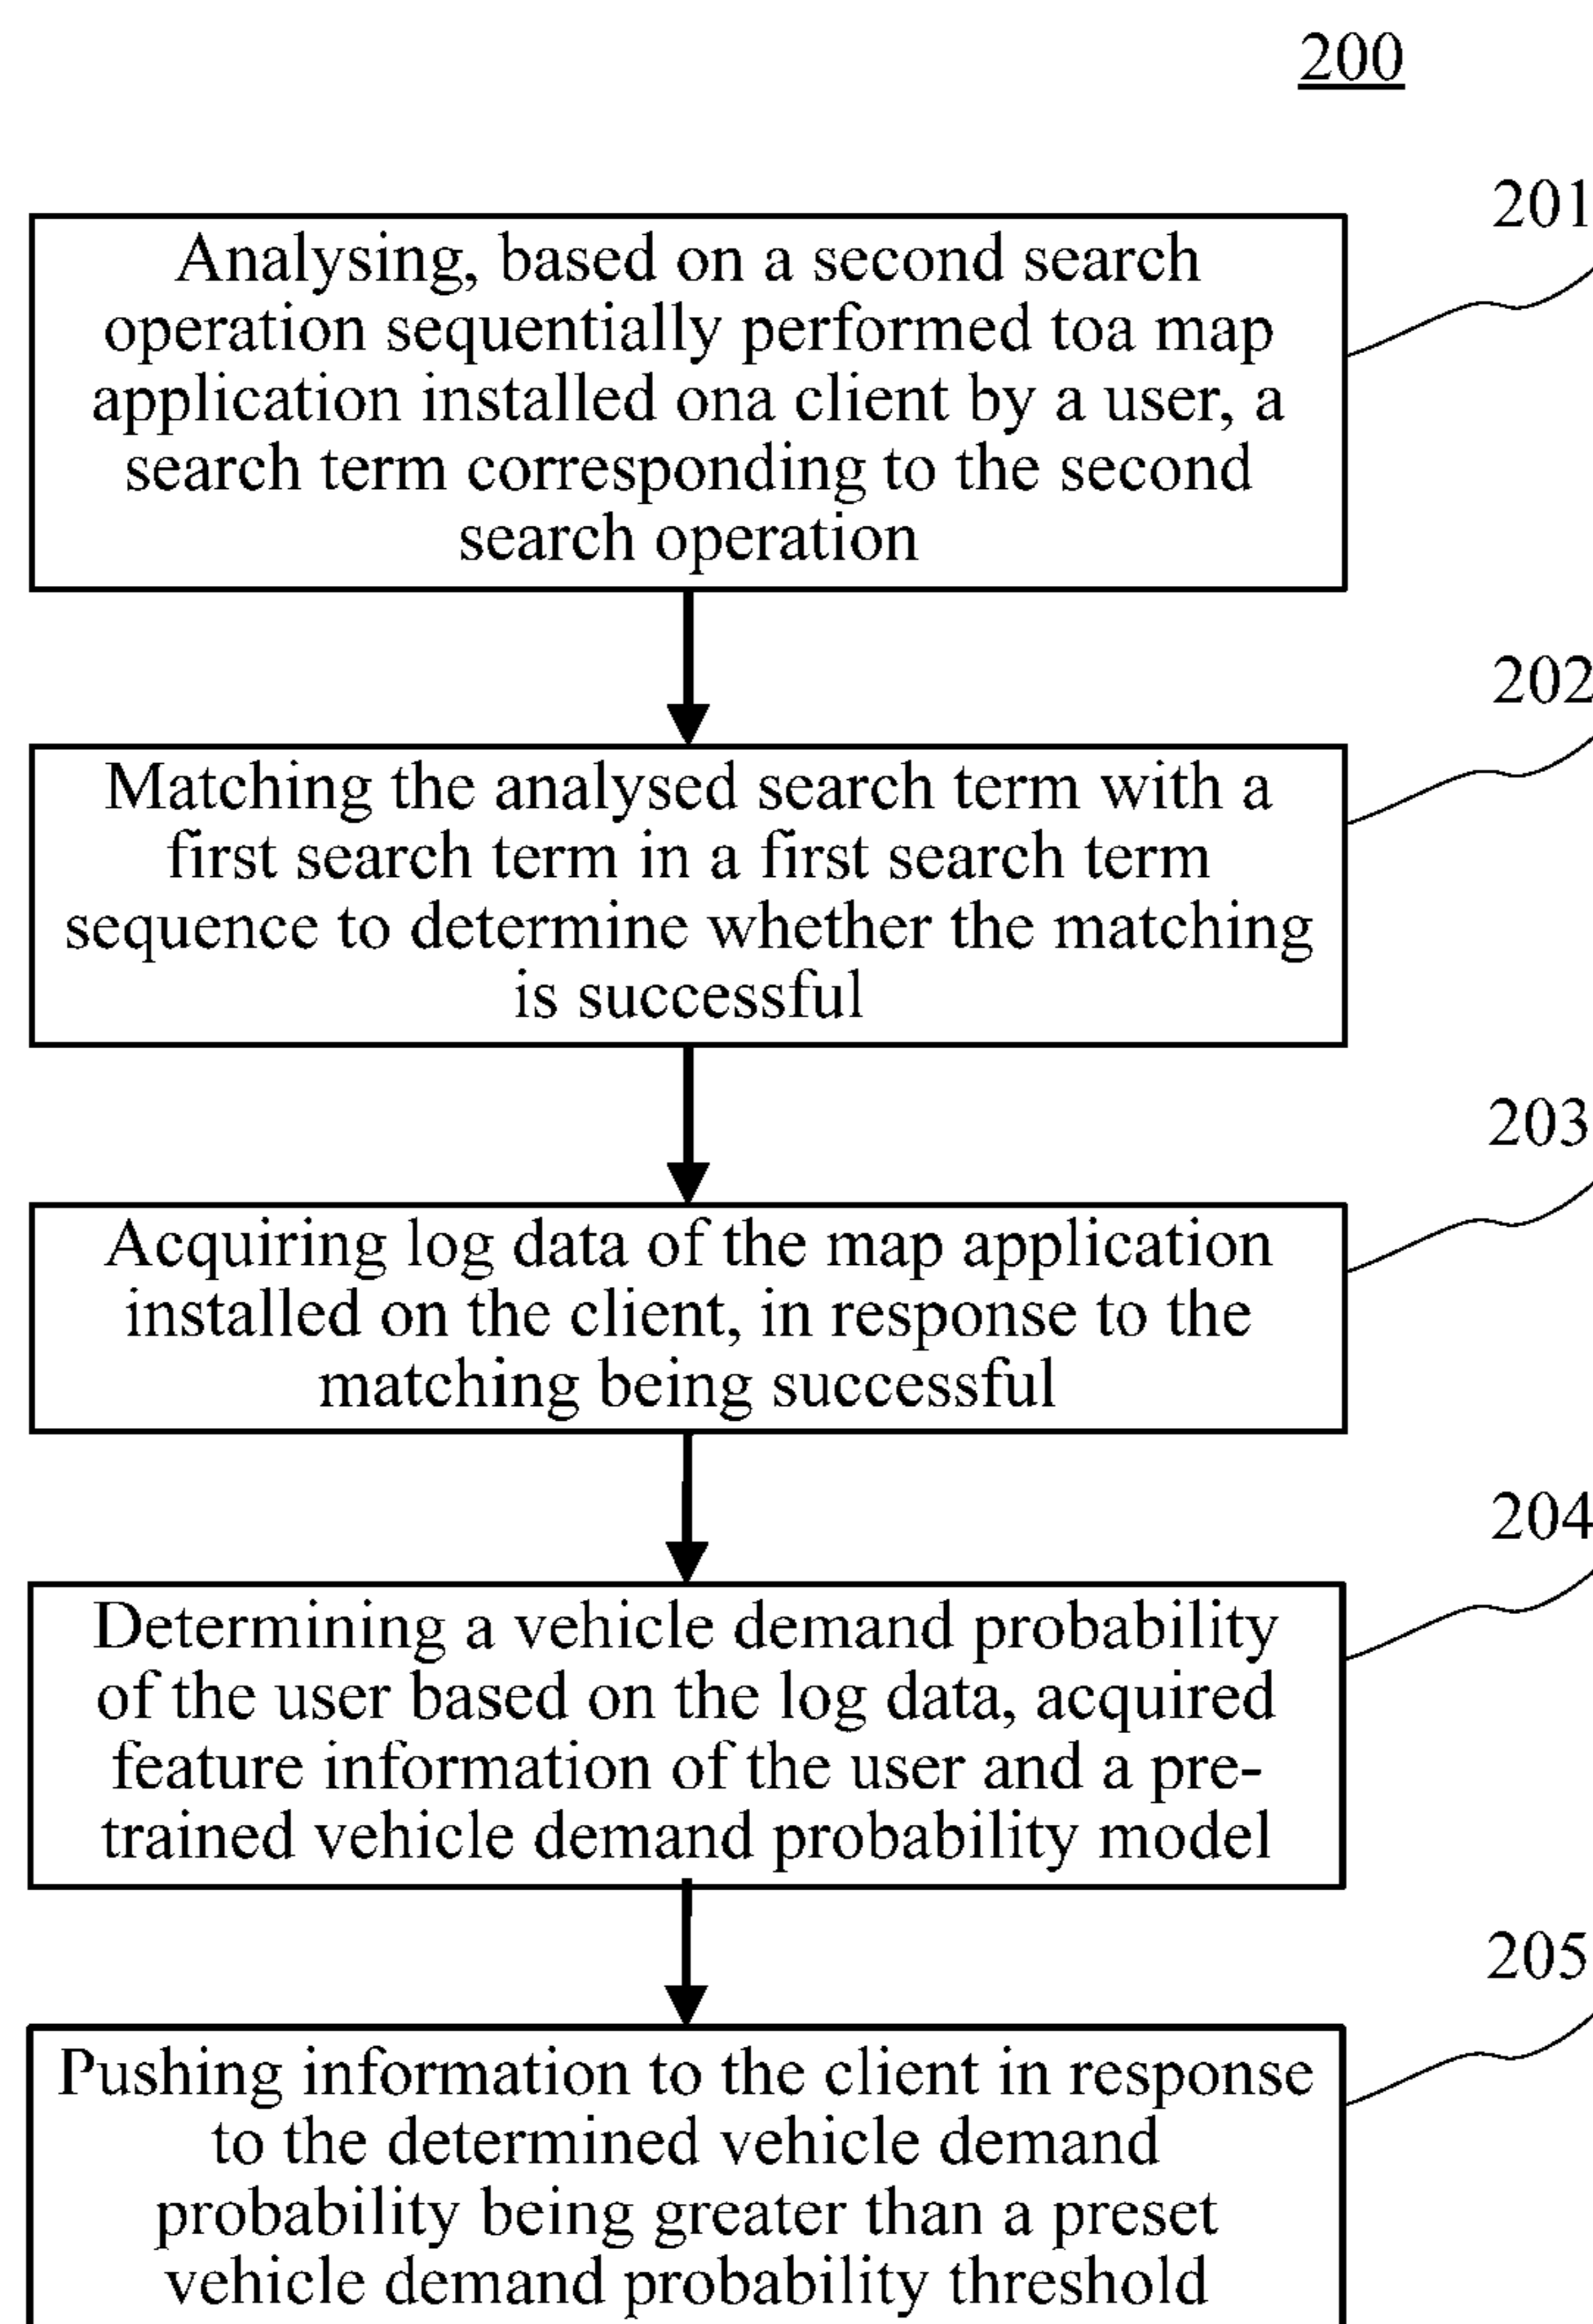 200
201
Analysing, based on a second search
operation sequentially performed toa map
application installed ona client by a user, a
search term corresponding to the second
search operation
202
Matching the analysed search term with a
first search term in a first search term
sequence to determine whether the matching
is successful
203
Acquiring log data of the map application
installed on the client, in response to the
matching being successful
204
Determining a vehicle demand probability
of the user based on the log data, acquired
feature information of the user and a pre-
trained vehicle demand probability model
205
Pushing information to the client in response
to the determined vehicle demand
probability being greater than a preset
vehicle demand probability threshold